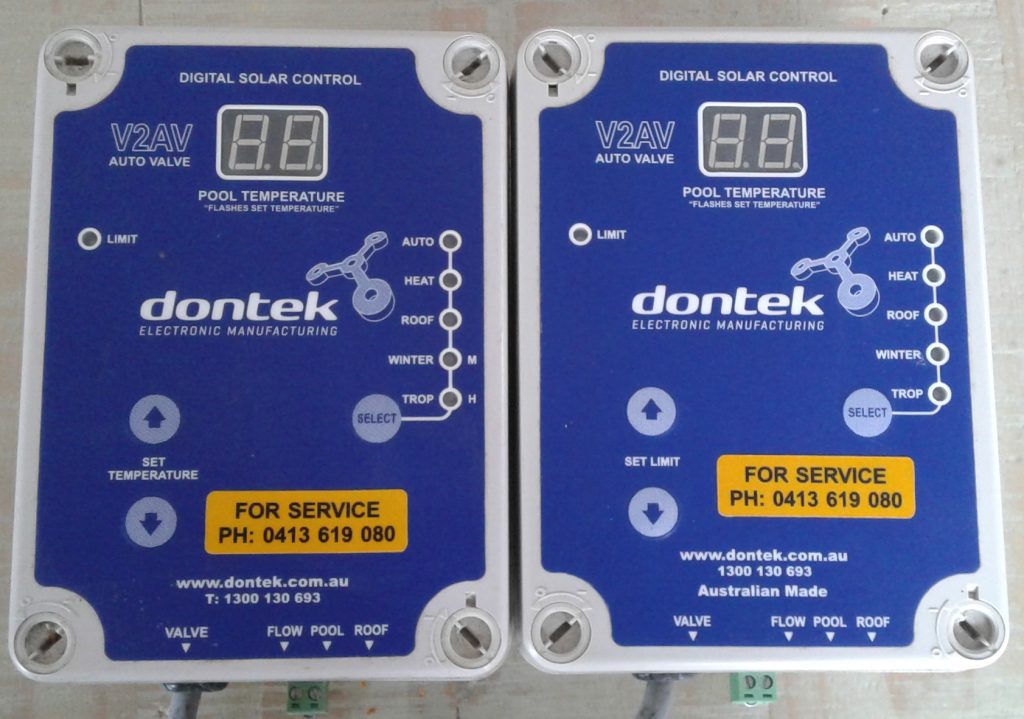 DIGITAL SOLAR CONTROL
V2AV
AUTO VALVE
POOL TEMPERATURE
"FLASHES SET TEMPERATURE"
LIMIT
AUTO
HEAT
ROOF
WINTER M
TROP H
dontek
ELECTRONIC MANUFACTURING
SELECT
SET
TEMPERATURE
FOR SERVICE
PH: 0413 619 080
www.dontek.com.au
T: 1300 130 693
VALVE FLOW POOL ROOF
DIGITAL SOLAR CONTROL
V2AV
AUTO VALVE
POOL TEMPERATURE
"FLASHES SET TEMPERATURE"
LIMIT
AUTO
HEAT
ROOF
WINTER
TROP
dontek
ELECTRONIC MANUFACTURING
SELECT
SET LIMIT
FOR SERVICE
PH: 0413 619 080
www.dontek.com.au
1300 130 693
Australian Made
VALVE FLOW POOL ROOF